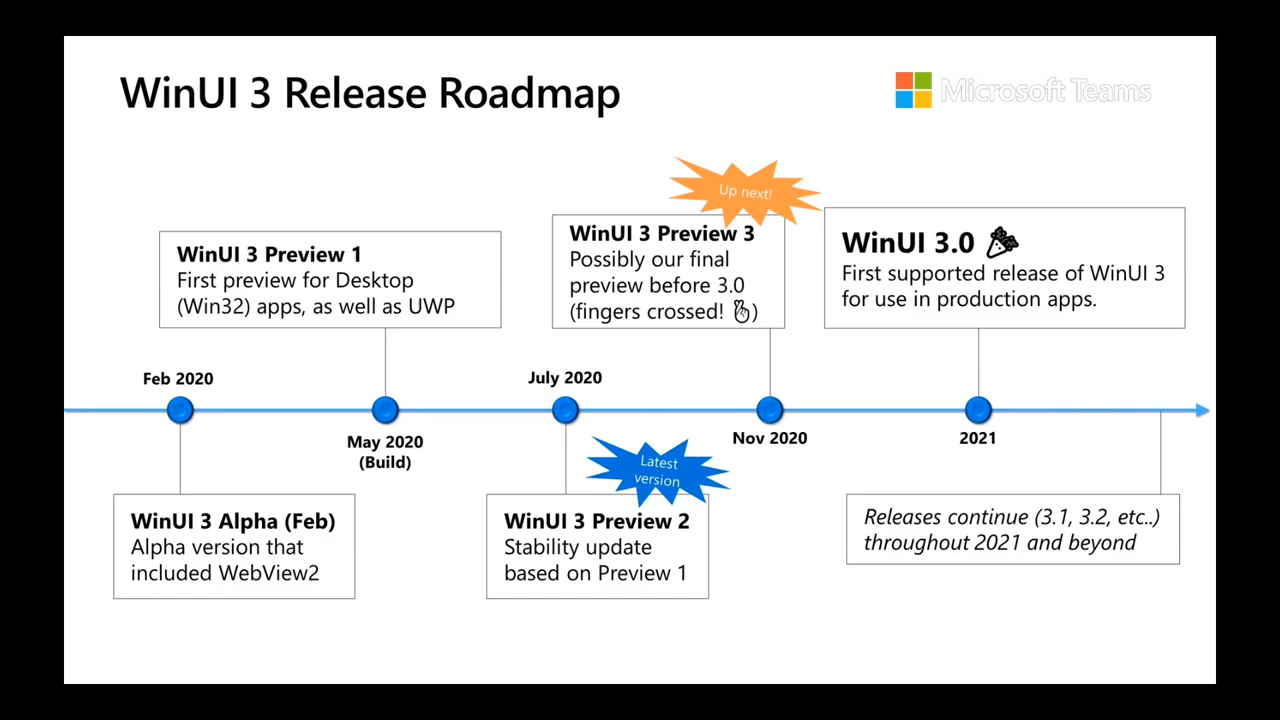 WinUI 3 Release Roadmap
Microsoft Teams
Up next!
WinUI 3 Preview 1
First preview for Desktop
(Win32) apps, as well as UWP
WinUI 3 Preview 3
Possibly our final
preview before 3.0
(fingers crossed! )
WinUI 3.0
First supported release of WinUI 3
for use in production apps.
Feb 2020
May 2020
(Build)
July 2020
Nov 2020
2021
Latest
version
WinUI 3 Alpha (Feb)
Alpha version that
included WebView2
WinUI 3 Preview 2
Stability update
based on Preview 1
Releases continue (3.1, 3.2, etc..)
throughout 2021 and beyond